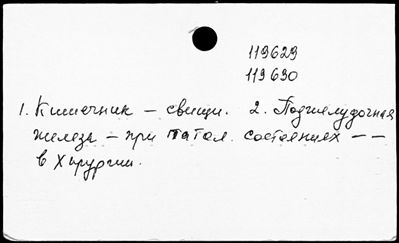 119629
119630
1. Кишечник – свищи. 2. Поджелудочная
железа – при патол. состояниях – –
в хирургии.